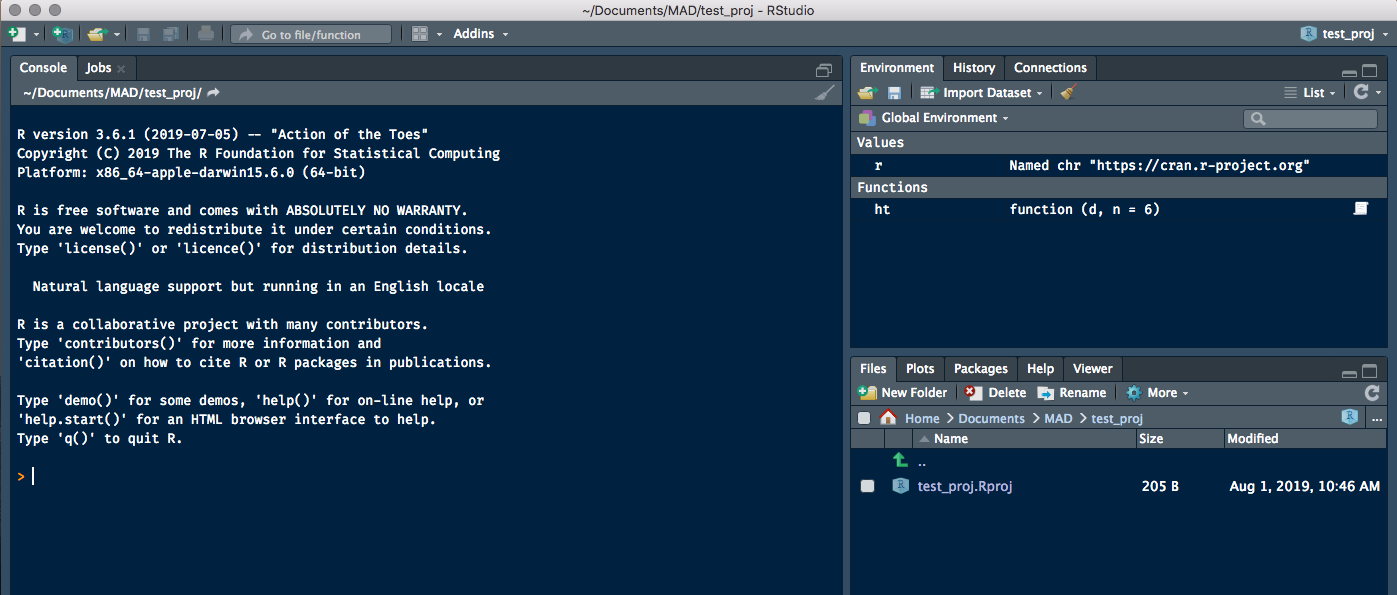 ~/Documents/MAD/test_proj - RStudio
Go to file/function
Addins
test_proj
Console
Jobs
~/Documents/MAD/test_proj/
R version 3.6.1 (2019-07-05) -- "Action of the Toes"
Copyright (C) 2019 The R Foundation for Statistical Computing
Platform: x86_64-apple-darwin15.6.0 (64-bit)
R is free software and comes with ABSOLUTELY NO WARRANTY.
You are welcome to redistribute it under certain conditions.
Type 'license()' or 'licence()' for distribution details.
Natural language support but running in an English locale
R is a collaborative project with many contributors.
Type 'contributors()' for more information and
'citation()' on how to cite R or R packages in publications.
Type 'demo()' for some demos, 'help()' for on-line help, or
'help.start()' for an HTML browser interface to help.
Type 'q()' to quit R.
>
Environment History Connections
Import Dataset List
Global Environment
Values
r Named chr "https://cran.r-project.org"
Functions
ht function (d, n = 6)
Files Plots Packages Help Viewer
New Folder Delete Rename More
Home > Documents > MAD > test_proj ...
Name Size Modified
..
test_proj.Rproj 205 B Aug 1, 2019, 10:46 AM